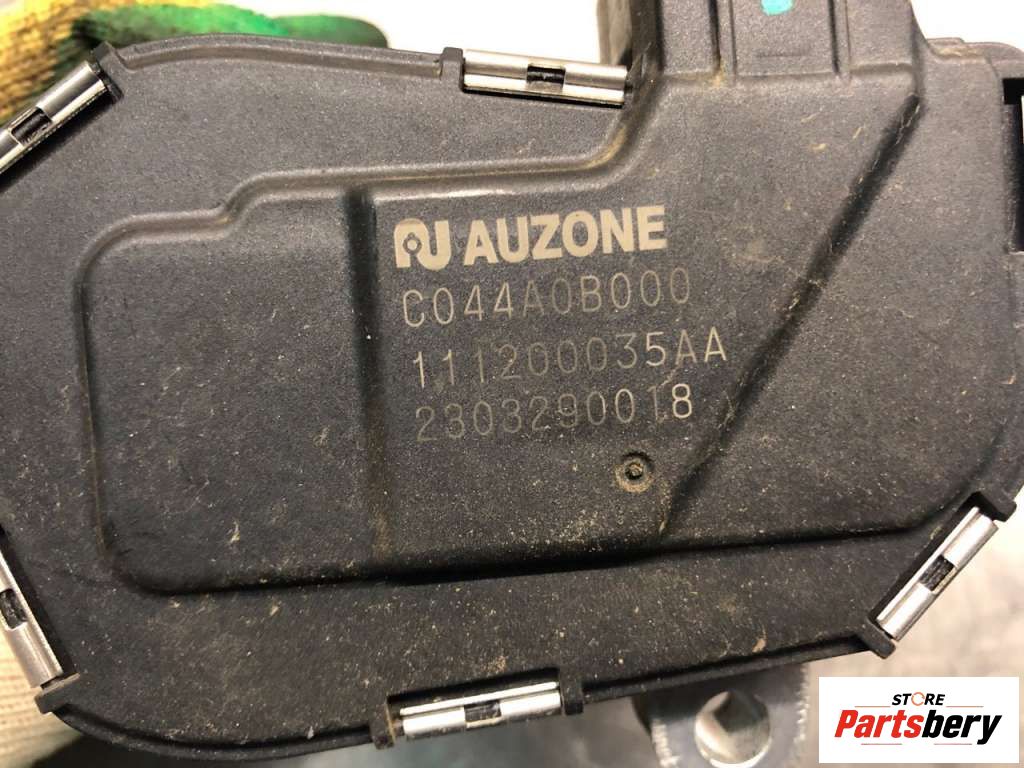 AUZONE
C044A0B000
111200035AA
2303290018
STORE
Partsbery